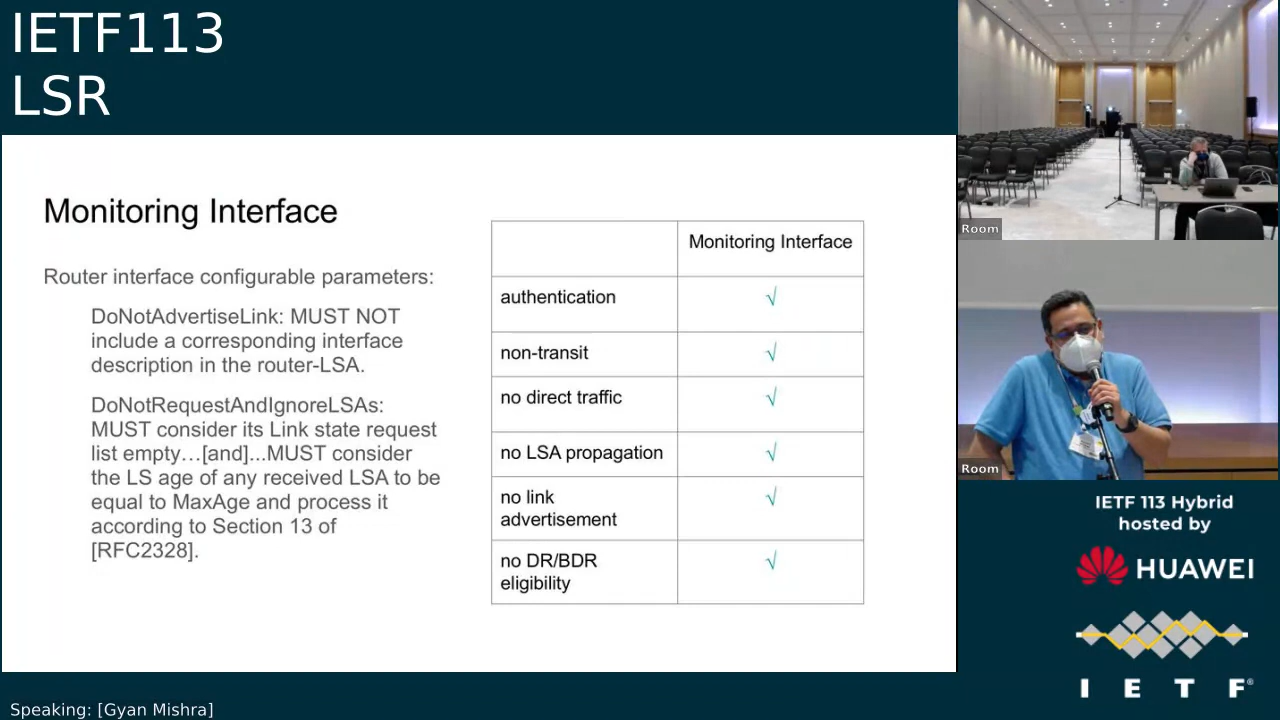 IETF113
LSR
Monitoring Interface
Router interface configurable parameters:
DoNotAdvertiseLink: MUST NOT
include a corresponding interface
description in the router-LSA.
DoNotRequestAndIgnoreLSAs:
MUST consider its Link state request
list empty…[and]...MUST consider
the LS age of any received LSA to be
equal to MaxAge and process it
according to Section 13 of
[RFC2328].
Monitoring Interface
authentication √
non-transit √
no direct traffic √
no LSA propagation √
no link
advertisement √
no DR/BDR
eligibility √
Room
Room
IETF 113 Hybrid
hosted by
HUAWEI
I E T F®
Speaking: [Gyan Mishra]